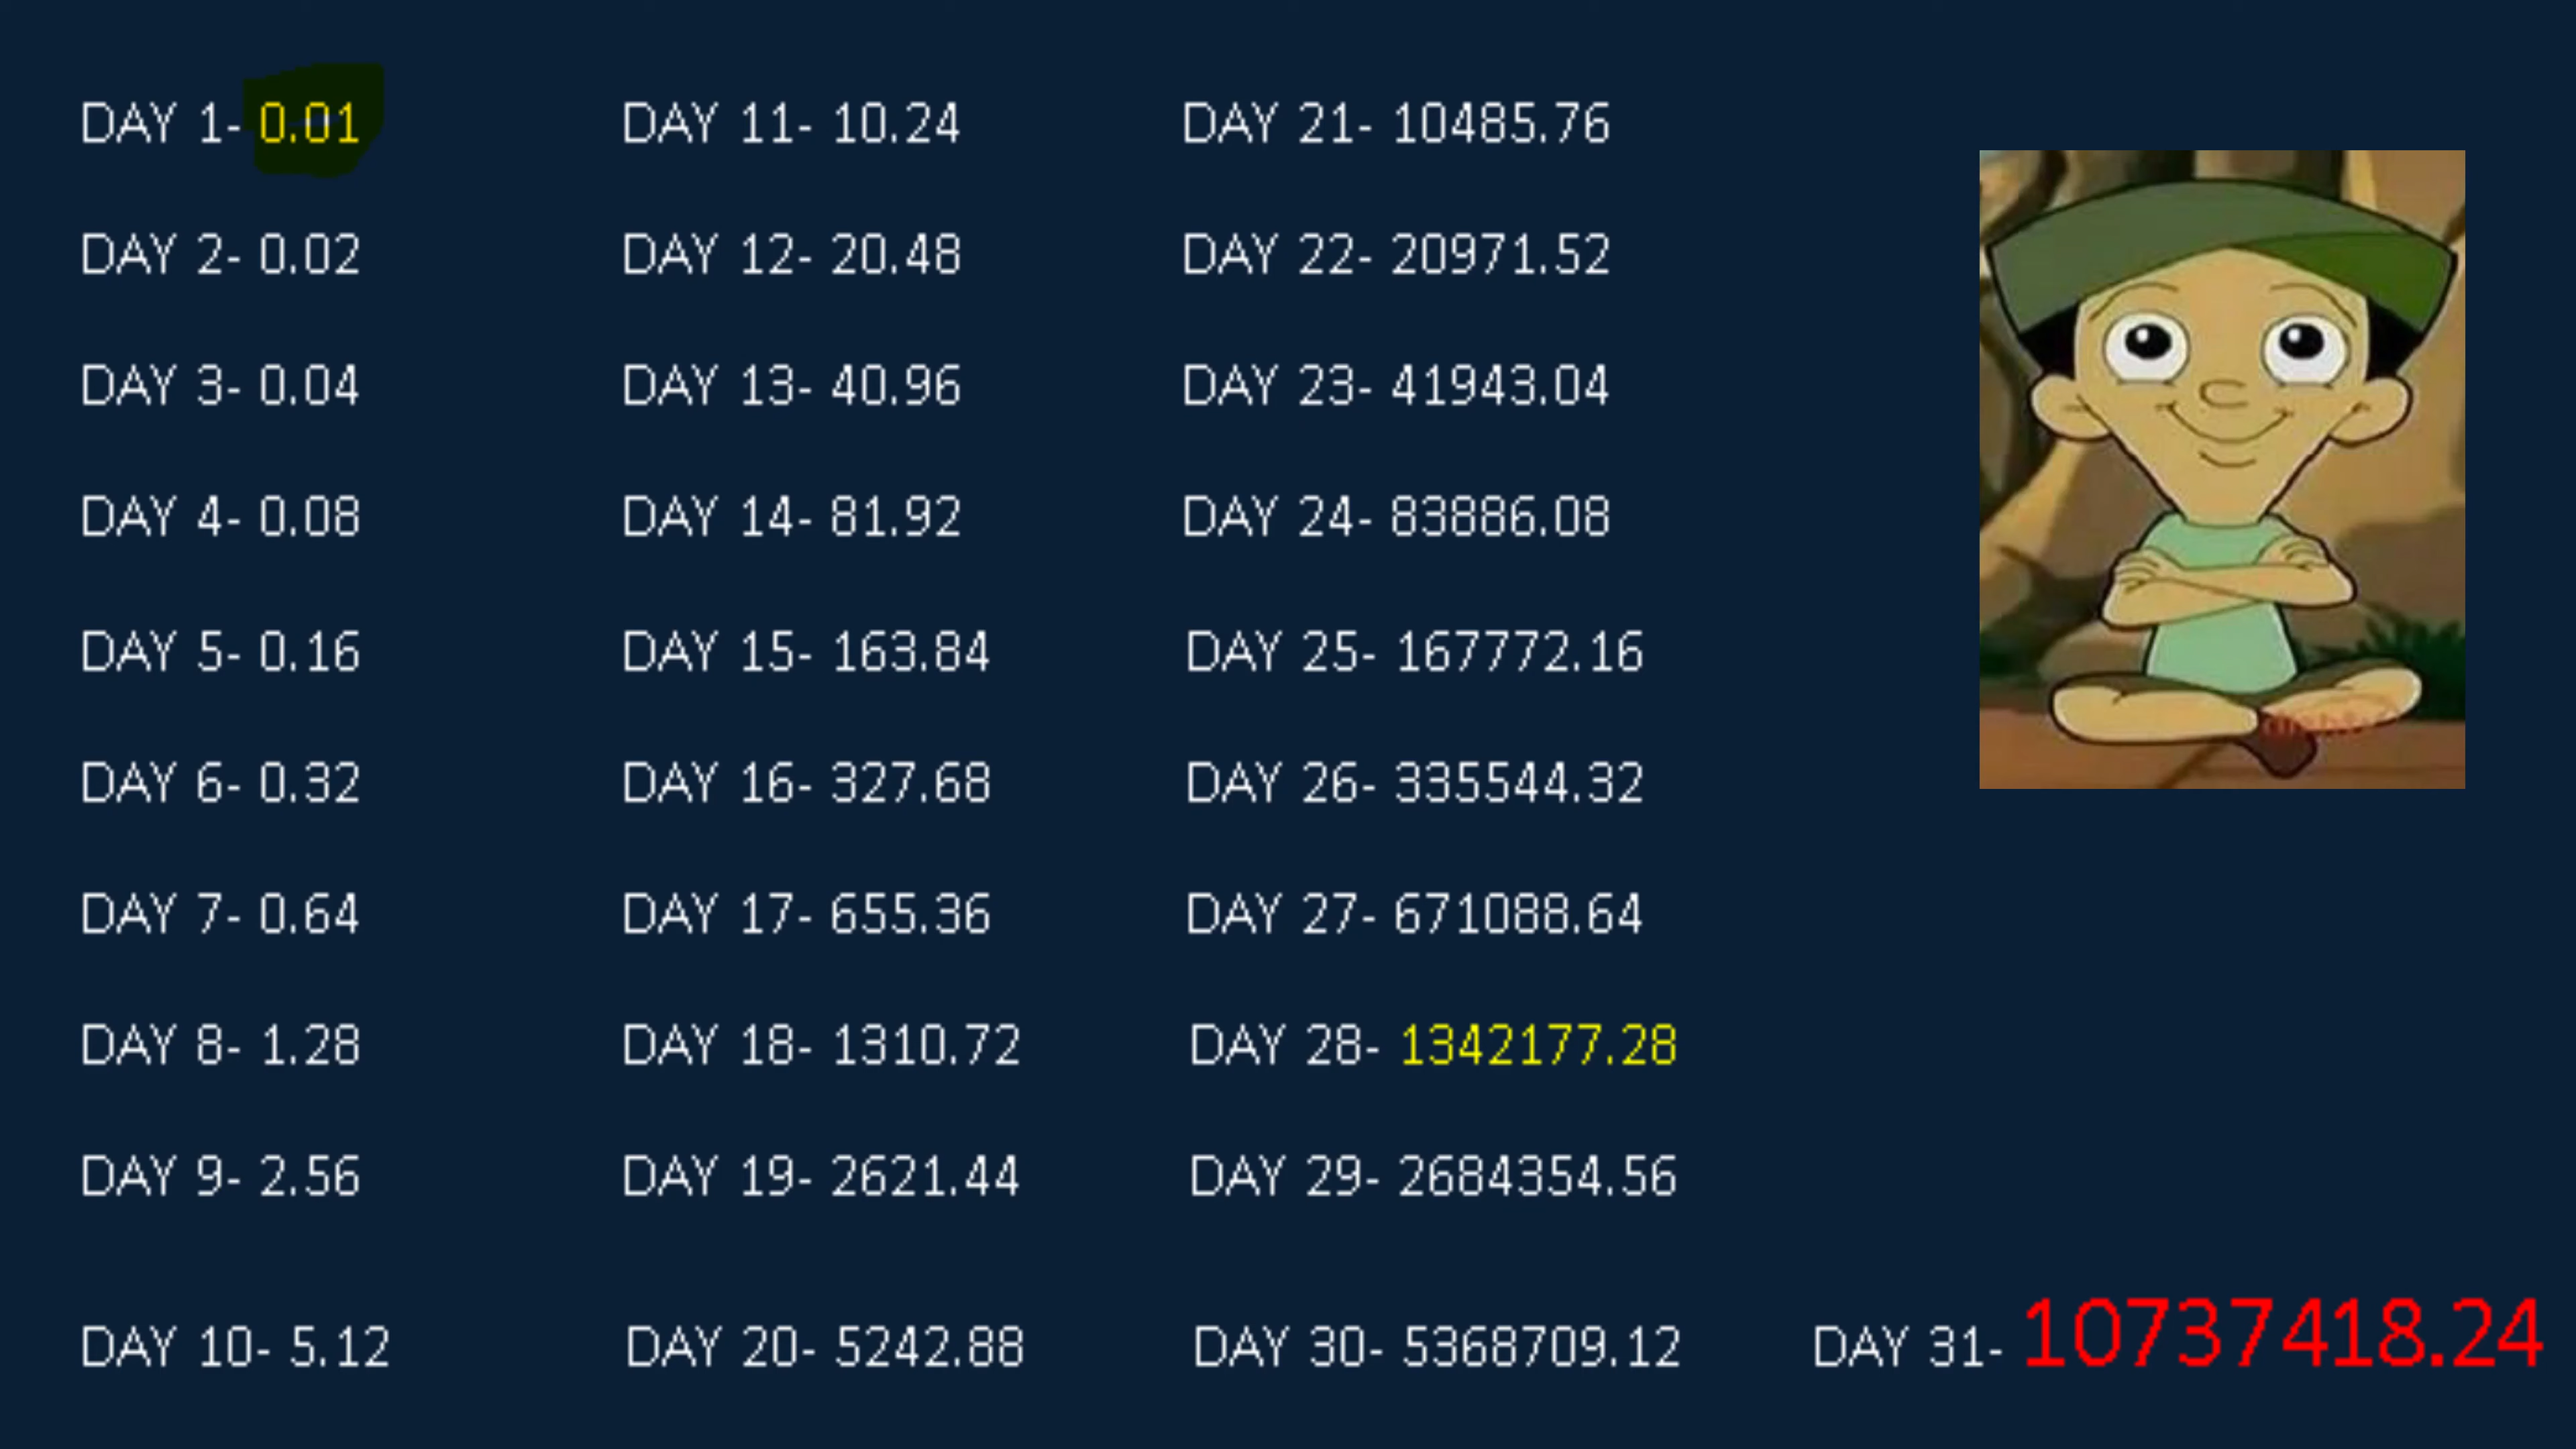 DAY 1- 0.01
DAY 2- 0.02
DAY 3- 0.04
DAY 4- 0.08
DAY 5- 0.16
DAY 6- 0.32
DAY 7- 0.64
DAY 8- 1.28
DAY 9- 2.56
DAY 10- 5.12
DAY 11- 10.24
DAY 12- 20.48
DAY 13- 40.96
DAY 14- 81.92
DAY 15- 163.84
DAY 16- 327.68
DAY 17- 655.36
DAY 18- 1310.72
DAY 19- 2621.44
DAY 20- 5242.88
DAY 21- 10485.76
DAY 22- 20971.52
DAY 23- 41943.04
DAY 24- 83886.08
DAY 25- 167772.16
DAY 26- 335544.32
DAY 27- 671088.64
DAY 28- 1342177.28
DAY 29- 2684354.56
DAY 30- 5368709.12
DAY 31- 10737418.24